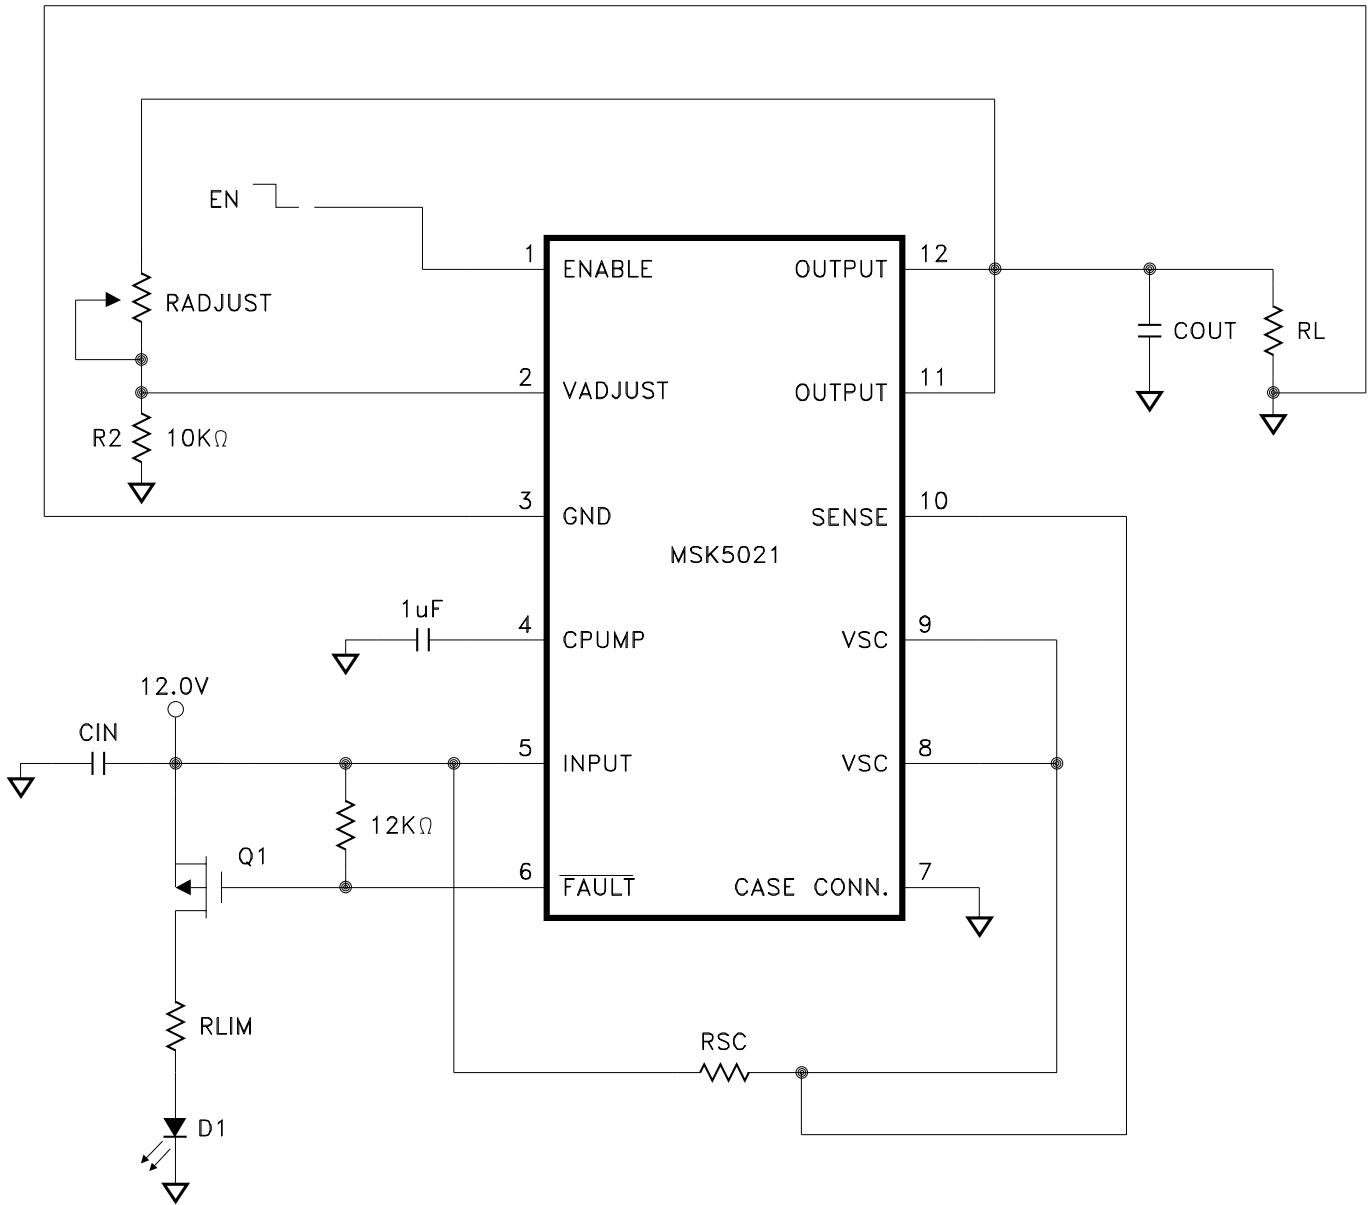 EN
1 ENABLE OUTPUT 12
RADJUST
COUT RL
2 VADJUST OUTPUT 11
R2 10KΩ
3 GND SENSE 10
MSK5021
1uF
4 CPUMP VSC 9
12.0V
CIN
5 INPUT VSC 8
12KΩ
Q1
6 FAULT CASE CONN. 7
RLIM
RSC
D1